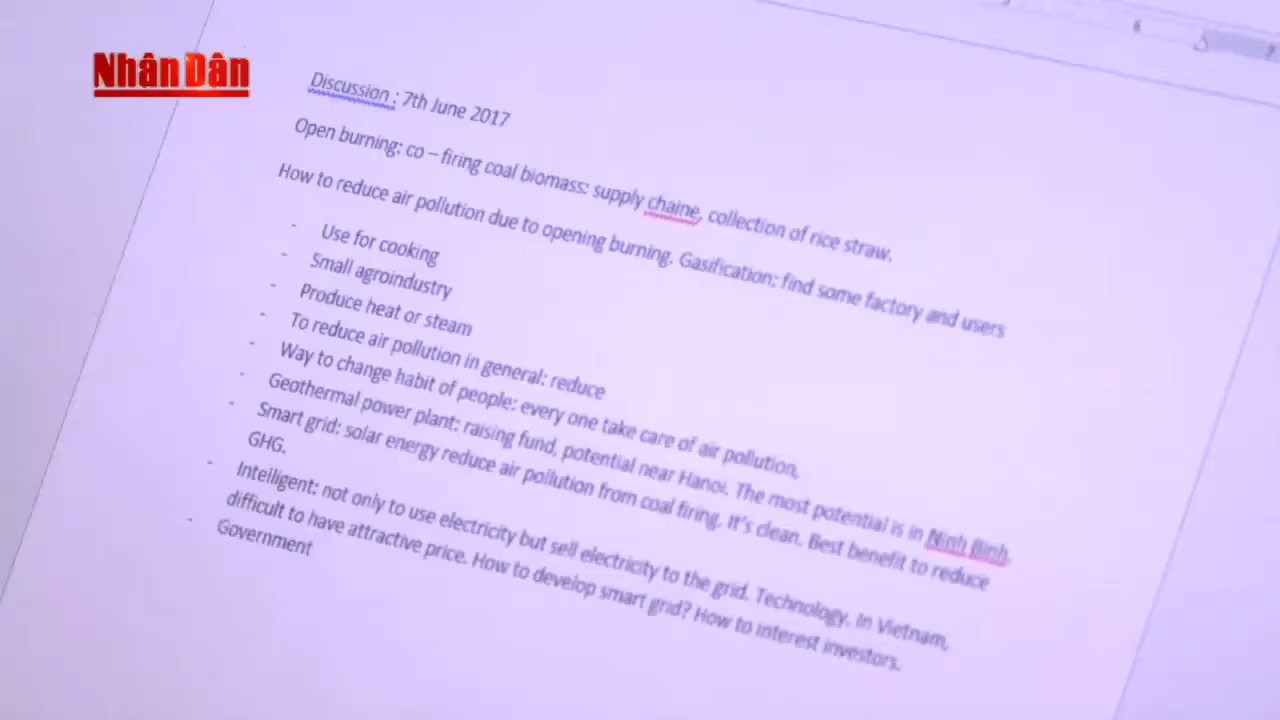 Nhân Dân
Discussion : 7th June 2017
Open burning: co – firing coal biomass: supply chaine, collection of rice straw.
How to reduce air pollution due to opening burning. Gasification: find some factory and users
- Use for cooking
- Small agroindustry
- Produce heat or steam
- To reduce air pollution in general: reduce
- Way to change habit of people: every one take care of air pollution,
- Geothermal power plant: raising fund, potential near Hanoi. The most potential is in Ninh Binh.
- Smart grid: solar energy reduce air pollution from coal firing. It's clean. Best benefit to reduce
GHG.
- Intelligent: not only to use electricity but sell electricity to the grid. Technology. In Vietnam,
difficult to have attractive price. How to develop smart grid? How to interest investors.
- Government